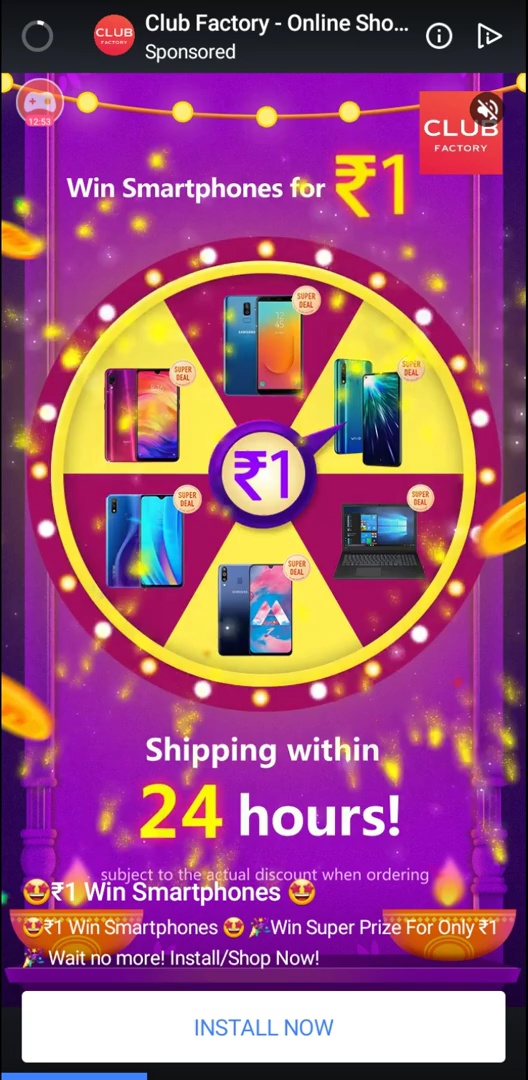 CLUB
FACTORY
Club Factory - Online Sho...
Sponsored
12:53
CLUB
FACTORY
Win Smartphones for ₹1
SUPER
DEAL
SUPER
DEAL
SUPER
DEAL
₹1
SUPER
DEAL
SUPER
DEAL
SUPER
DEAL
Shipping within
24 hours!
subject to the actual discount when ordering
🤩₹1 Win Smartphones 🤩
🤩₹1 Win Smartphones 🤩 🎉Win Super Prize For Only ₹1
🎉 Wait no more! Install/Shop Now!
INSTALL NOW